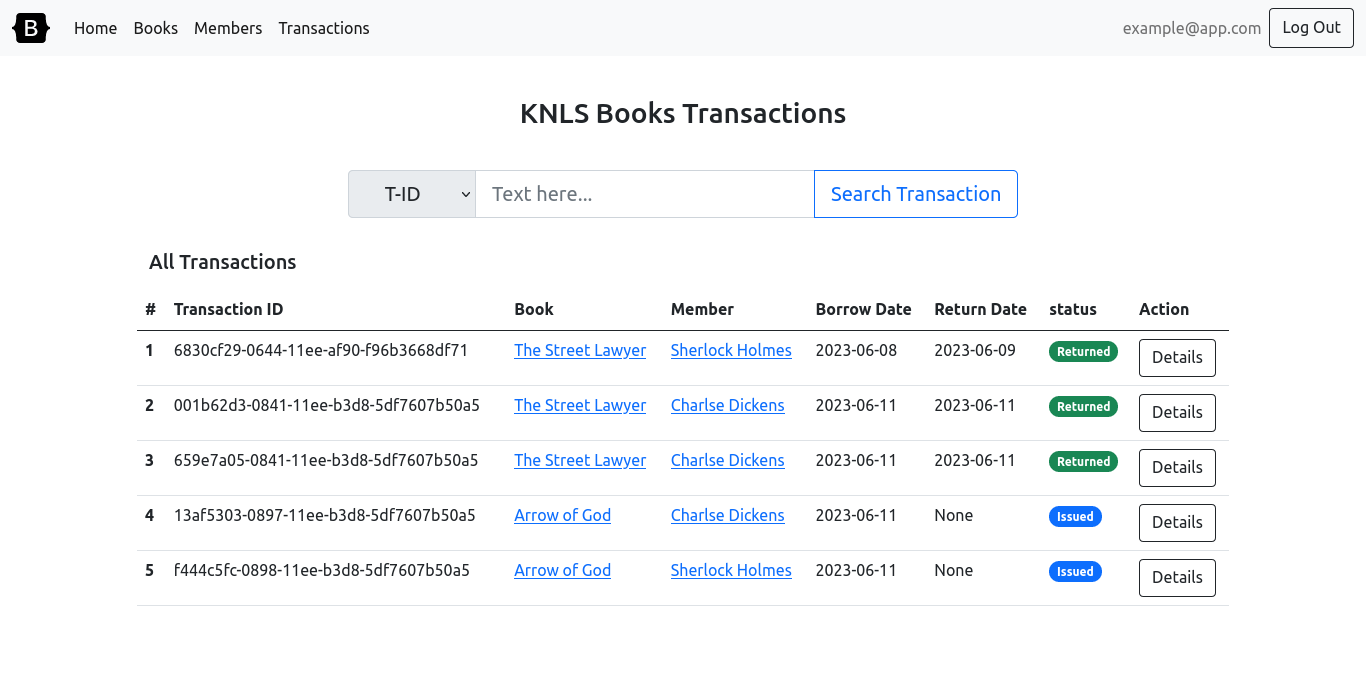 B Home Books Members Transactions example@app.com Log Out
KNLS Books Transactions
T-ID Text here... Search Transaction
All Transactions
# Transaction ID Book Member Borrow Date Return Date status Action
1 6830cf29-0644-11ee-af90-f96b3668df71 The Street Lawyer Sherlock Holmes 2023-06-08 2023-06-09 Returned Details
2 001b62d3-0841-11ee-b3d8-5df7607b50a5 The Street Lawyer Charlse Dickens 2023-06-11 2023-06-11 Returned Details
3 659e7a05-0841-11ee-b3d8-5df7607b50a5 The Street Lawyer Charlse Dickens 2023-06-11 2023-06-11 Returned Details
4 13af5303-0897-11ee-b3d8-5df7607b50a5 Arrow of God Charlse Dickens 2023-06-11 None Issued Details
5 f444c5fc-0898-11ee-b3d8-5df7607b50a5 Arrow of God Sherlock Holmes 2023-06-11 None Issued Details